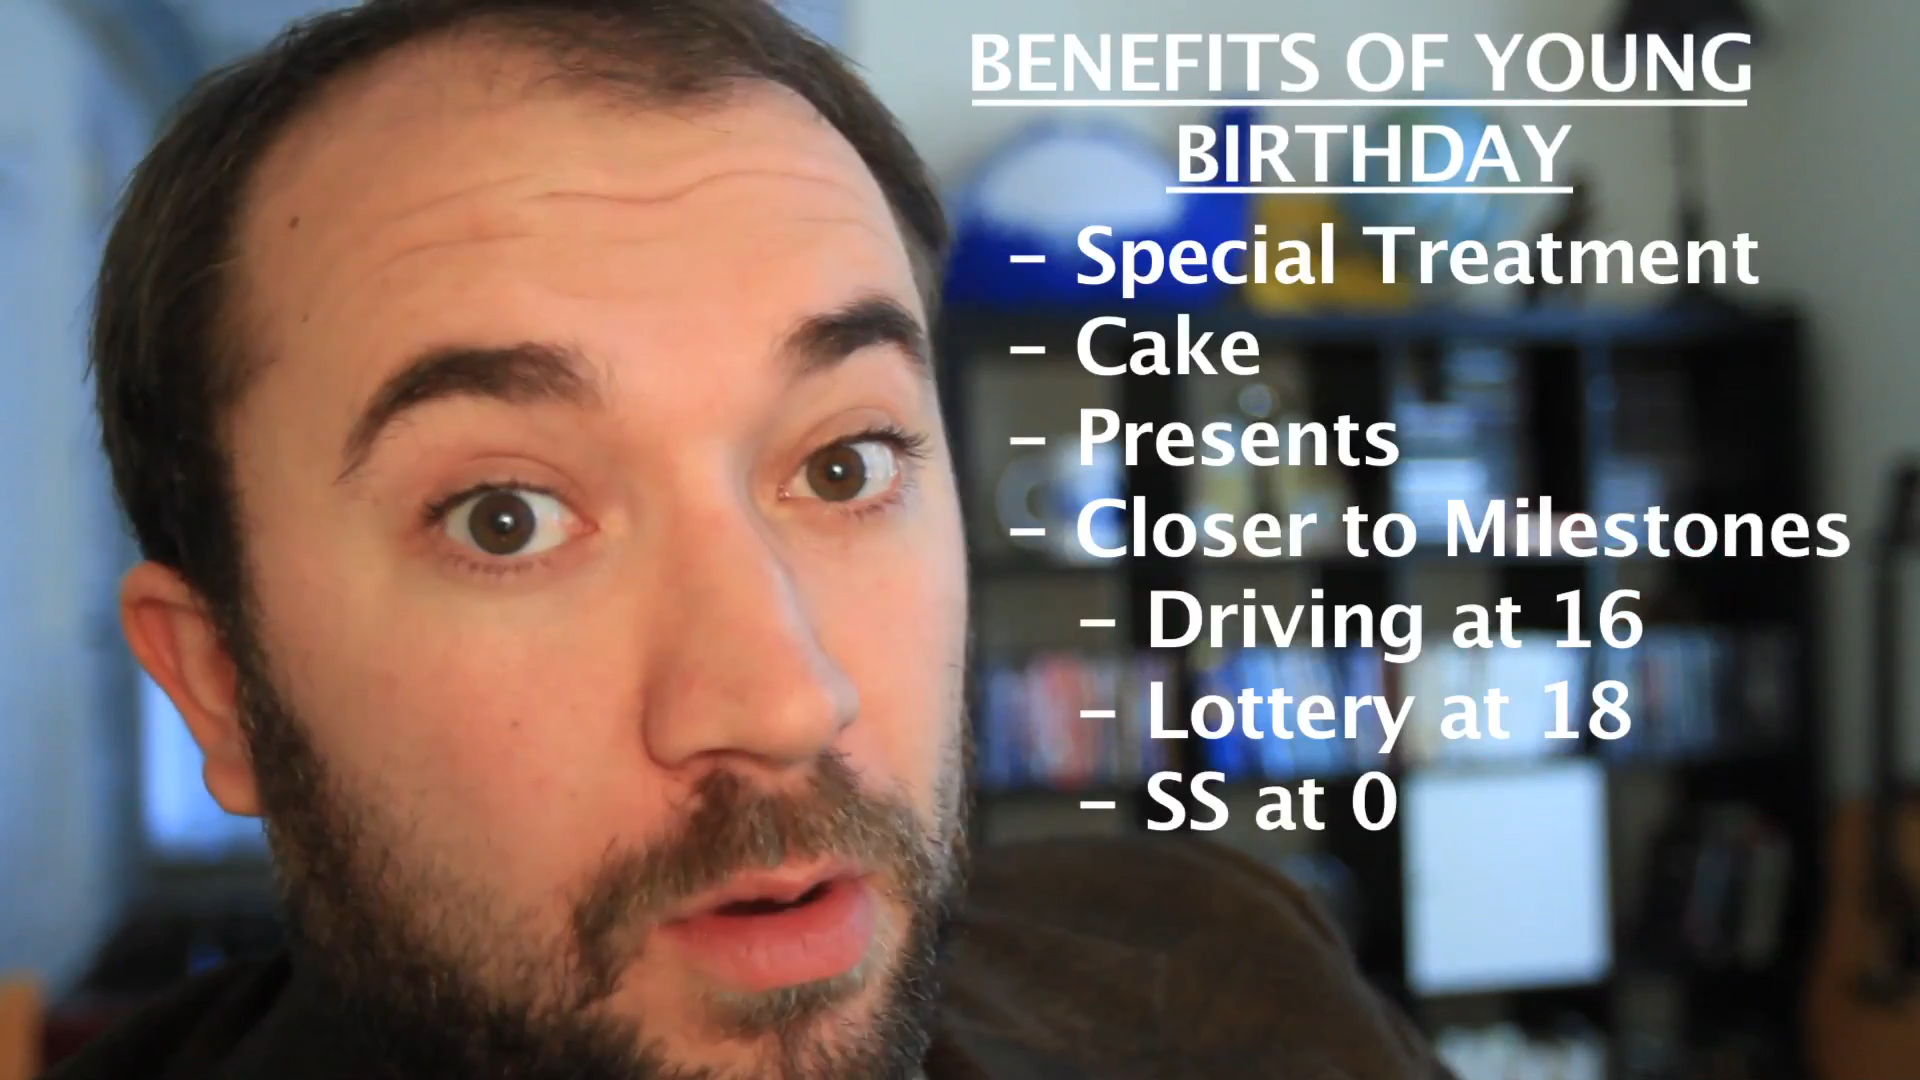 BENEFITS OF YOUNG
BIRTHDAY
- Special Treatment
- Cake
- Presents
- Closer to Milestones
- Driving at 16
- Lottery at 18
- SS at 0